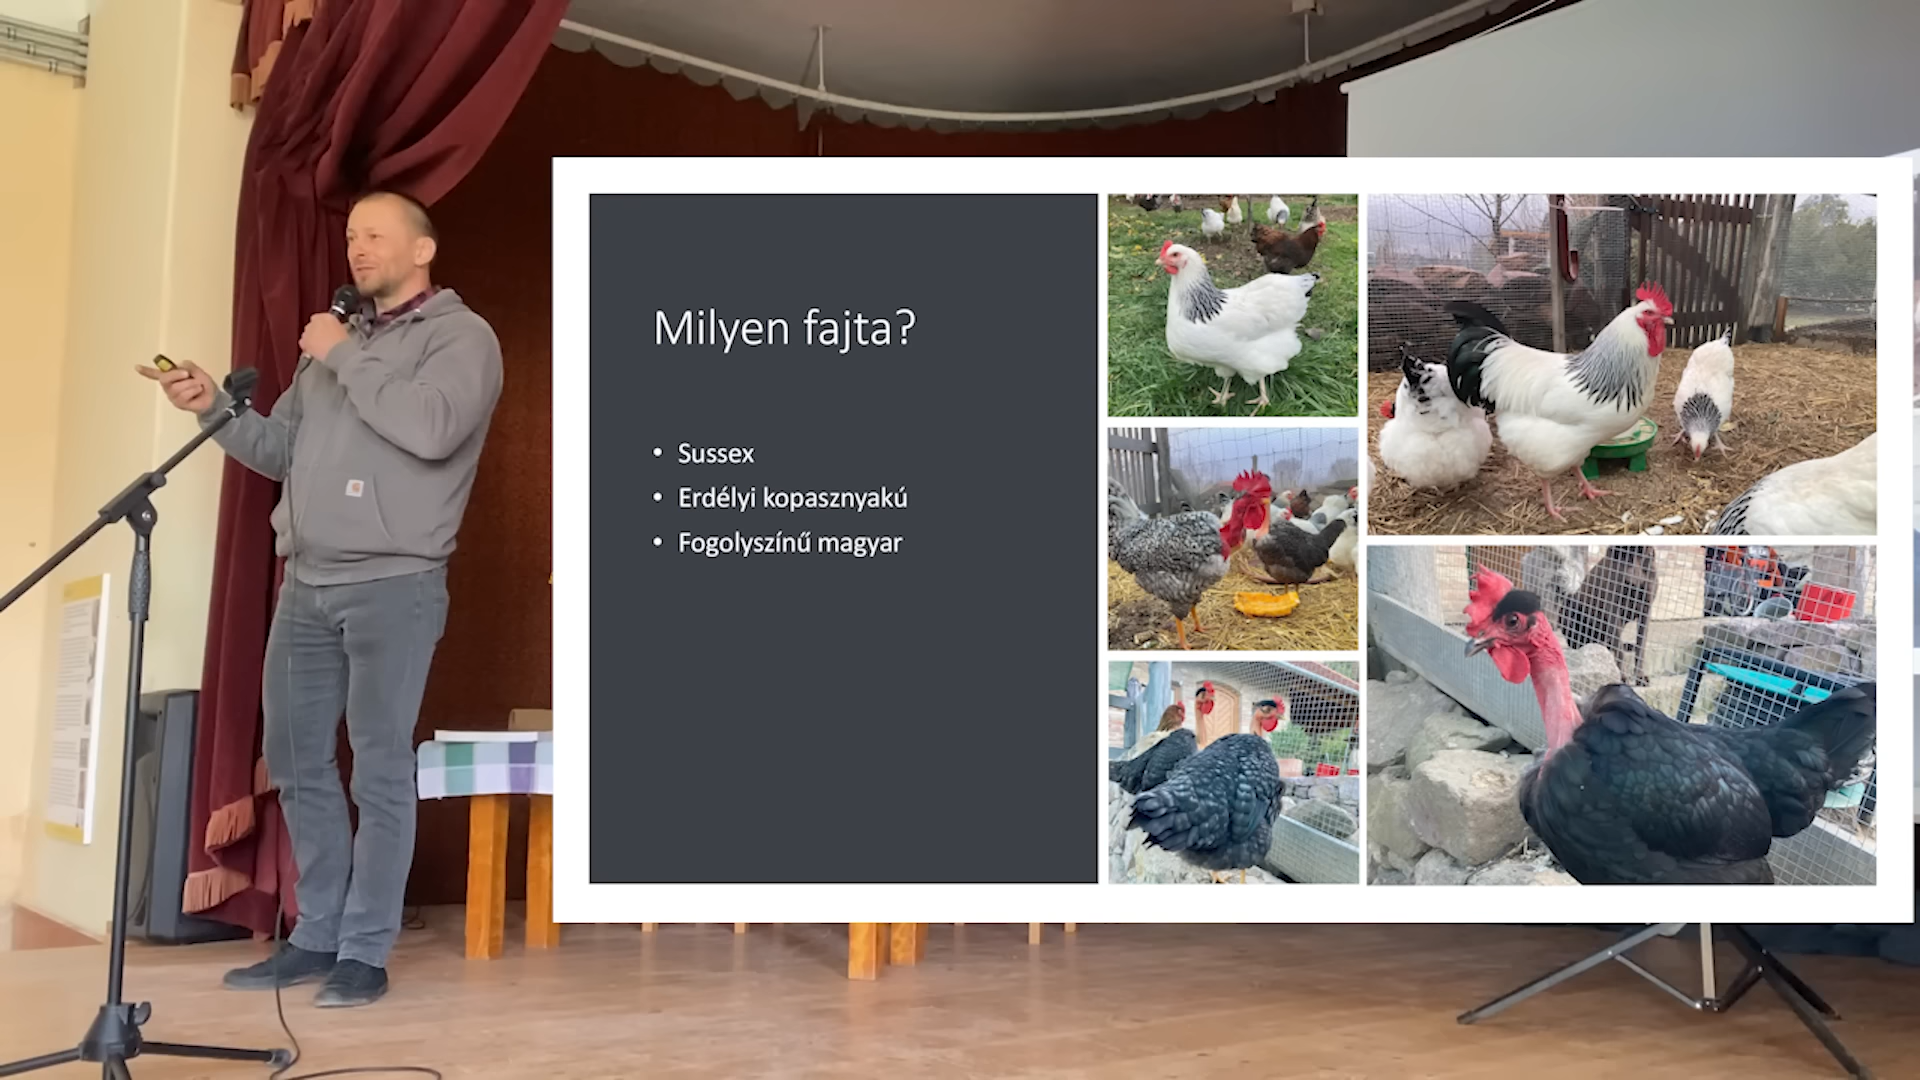 Milyen fajta?
• Sussex
• Erdélyi kopasznyakú
• Fogolyszínű magyar